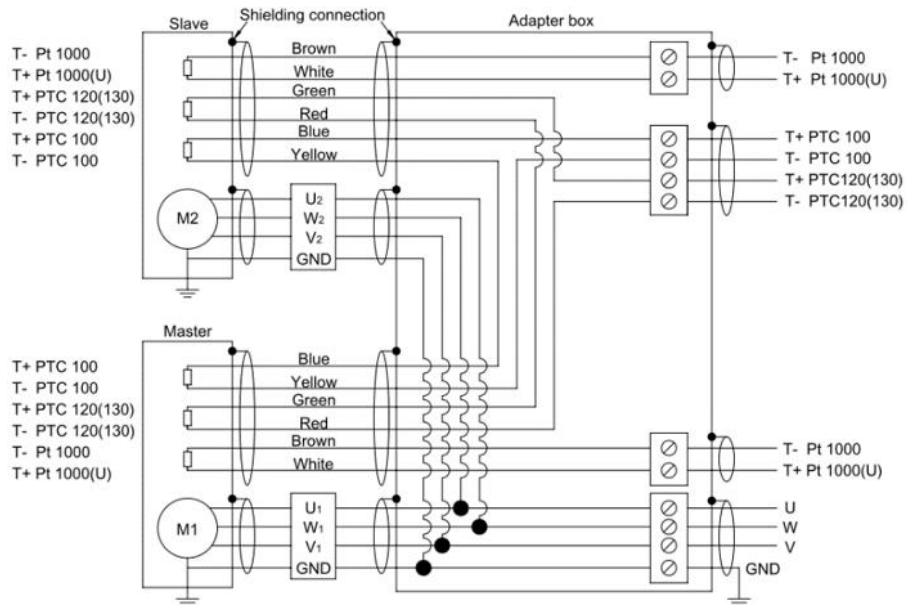 Shielding connection
Slave
Adapter box
T- Pt 1000
T+ Pt 1000(U)
T+ PTC 120(130)
T- PTC 120(130)
T+ PTC 100
T- PTC 100
Brown
White
Green
Red
Blue
Yellow
T- Pt 1000
T+ Pt 1000(U)
T+ PTC 100
T- PTC 100
T+ PTC120(130)
T- PTC120(130)
M2
U2
W2
V2
GND
Master
T+ PTC 100
T- PTC 100
T+ PTC 120(130)
T- PTC 120(130)
T- Pt 1000
T+ Pt 1000(U)
Blue
Yellow
Green
Red
Brown
White
T- Pt 1000
T+ Pt 1000(U)
M1
U1
W1
V1
GND
U
W
V
GND